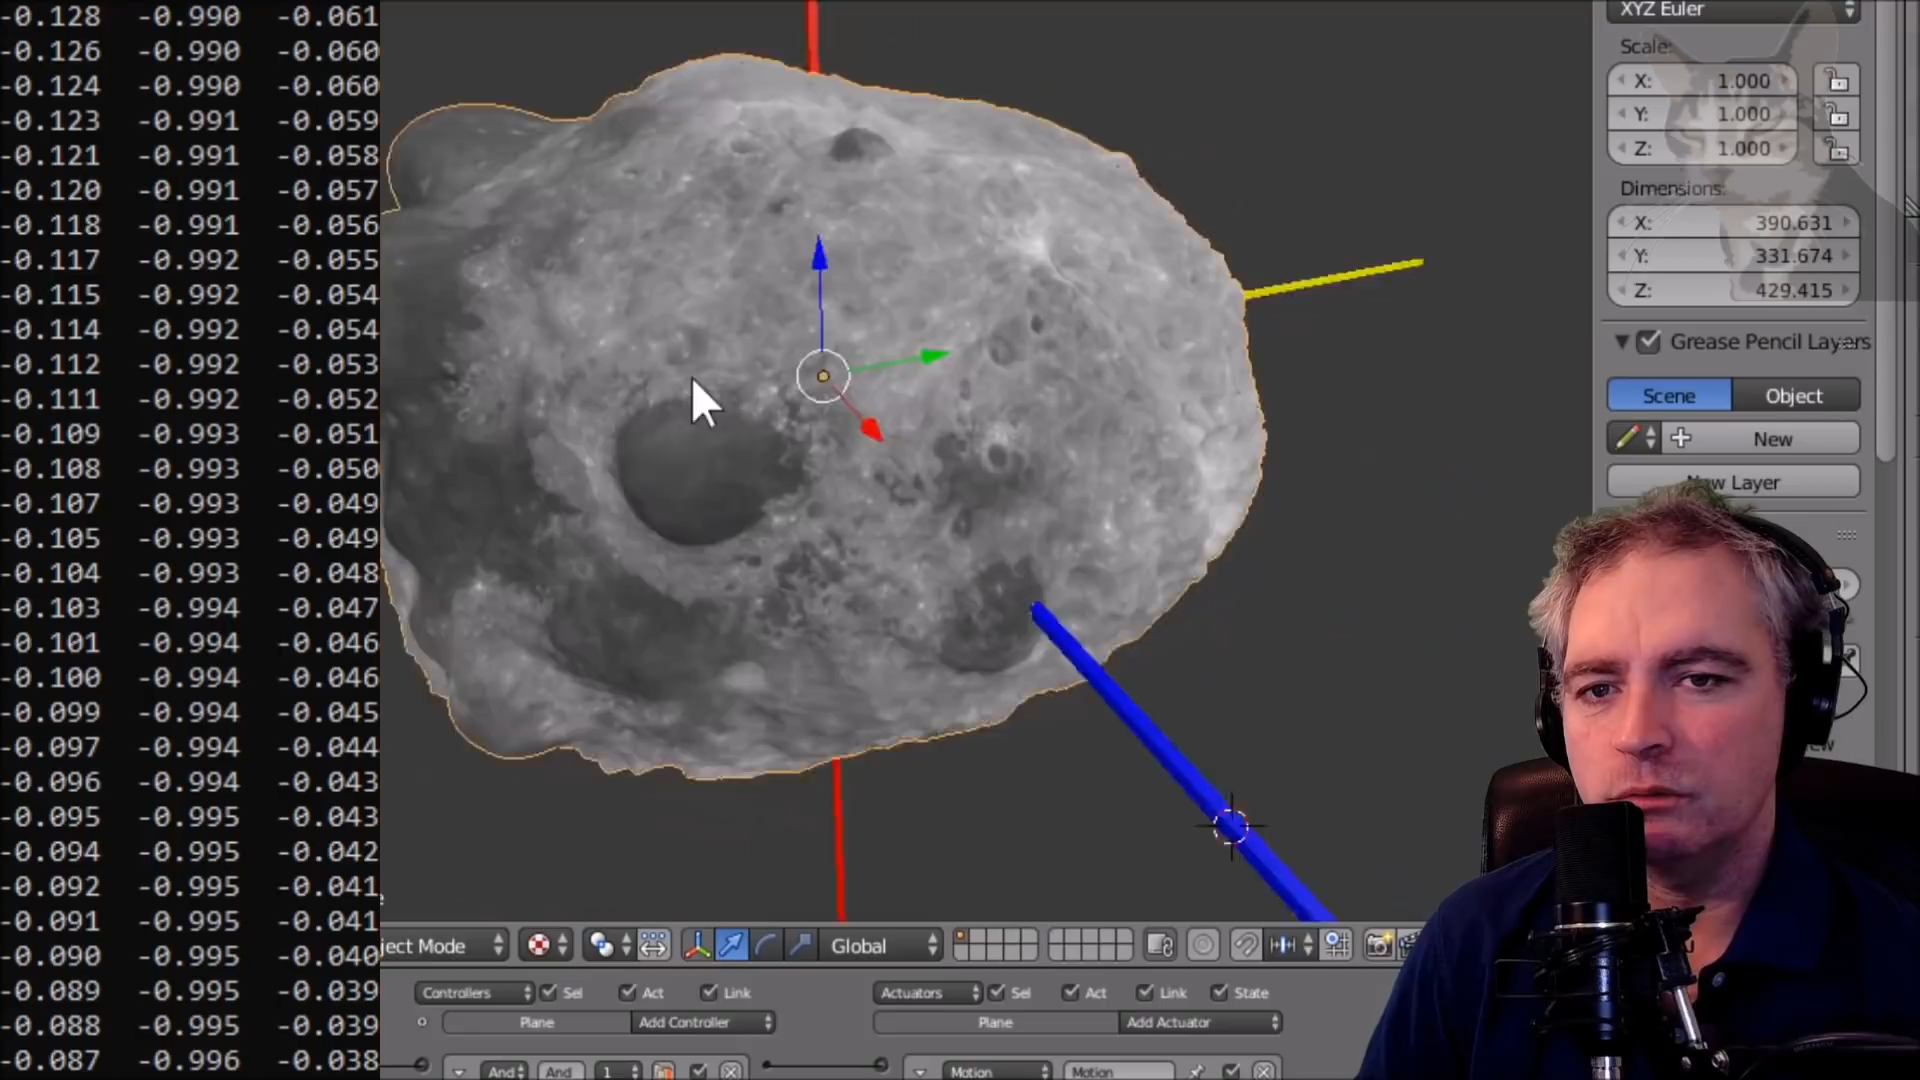 -0.128 -0.990 -0.061
-0.126 -0.990 -0.060
-0.124 -0.990 -0.060
-0.123 -0.991 -0.059
-0.121 -0.991 -0.058
-0.120 -0.991 -0.057
-0.118 -0.991 -0.056
-0.117 -0.992 -0.055
-0.115 -0.992 -0.054
-0.114 -0.992 -0.054
-0.112 -0.992 -0.053
-0.111 -0.992 -0.052
-0.109 -0.993 -0.051
-0.108 -0.993 -0.050
-0.107 -0.993 -0.049
-0.105 -0.993 -0.049
-0.104 -0.993 -0.048
-0.103 -0.994 -0.047
-0.101 -0.994 -0.046
-0.100 -0.994 -0.046
-0.099 -0.994 -0.045
-0.097 -0.994 -0.044
-0.096 -0.994 -0.043
-0.095 -0.995 -0.043
-0.094 -0.995 -0.042
-0.092 -0.995 -0.041
-0.091 -0.995 -0.041
-0.090 -0.995 -0.040
-0.089 -0.995 -0.039
-0.088 -0.995 -0.039
-0.087 -0.996 -0.038
XYZ Euler
Scale:
X: 1.000
Y: 1.000
Z: 1.000
Dimensions:
X: 390.631
Y: 331.674
Z: 429.415
Grease Pencil Layers
Scene Object
New
New Layer
ject Mode Global
Controllers Sel Act Link Actuators Sel Act Link State
Plane Add Controller Plane Add Actuator
And And 1 Motion Motion